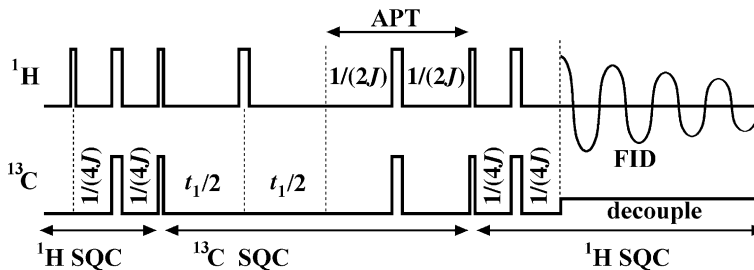 APT
¹H
1/(2J)
1/(2J)
FID
¹³C
1/(4J)
1/(4J)
t₁/2
t₁/2
1/(4J)
1/(4J)
decouple
¹H SQC
¹³C SQC
¹H SQC